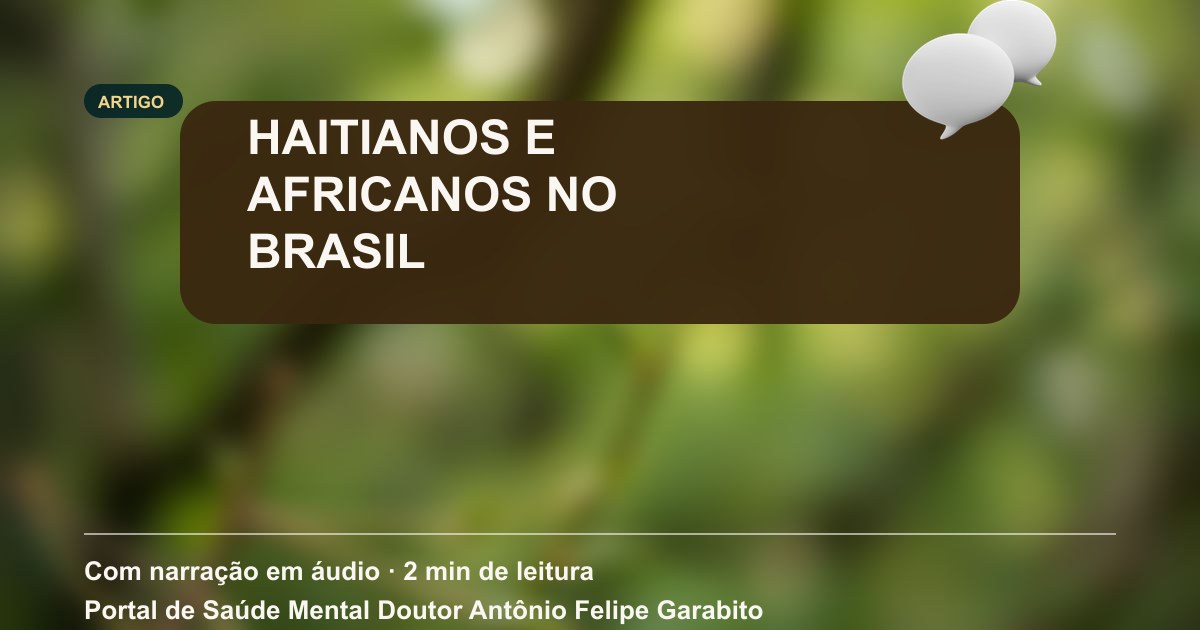 ARTIGO
HAITIANOS E
AFRICANOS NO
BRASIL
Com narração em áudio · 2 min de leitura
Portal de Saúde Mental Doutor Antônio Felipe Garabito